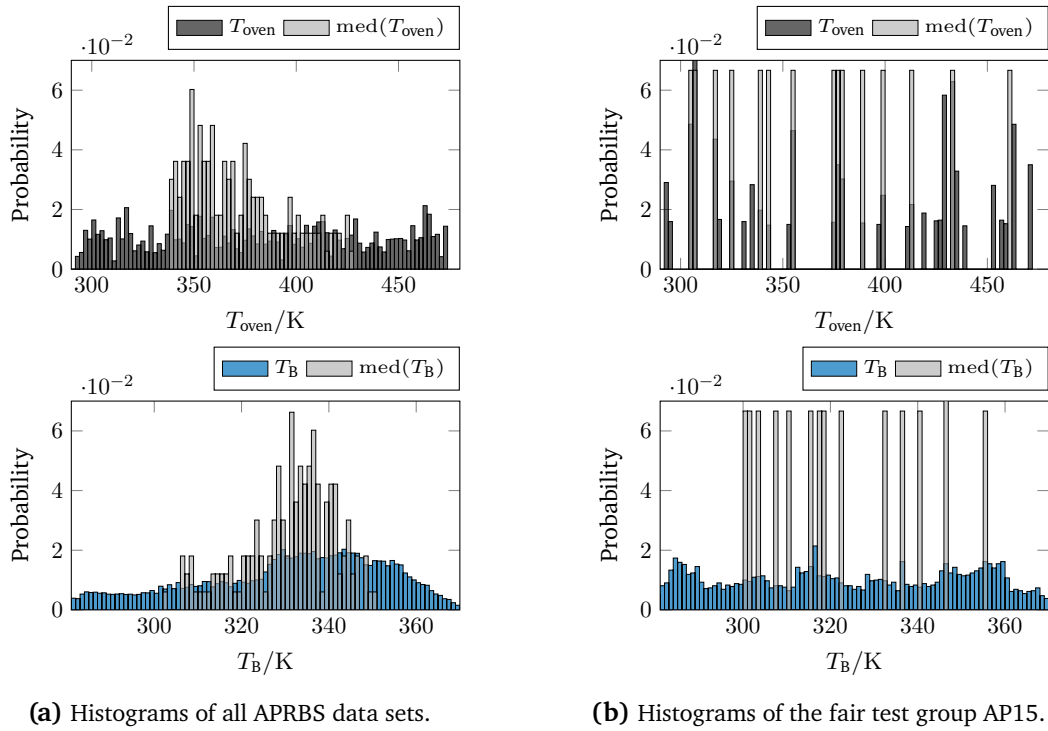 T_oven med(T_oven)
·10^−2
Probability
6
4
2
0
300 350 400 450
T_oven/K
T_oven med(T_oven)
·10^−2
Probability
6
4
2
0
300 350 400 450
T_oven/K
T_B med(T_B)
·10^−2
Probability
6
4
2
0
300 320 340 360
T_B/K
T_B med(T_B)
·10^−2
Probability
6
4
2
0
300 320 340 360
T_B/K
(a) Histograms of all APRBS data sets.
(b) Histograms of the fair test group AP15.